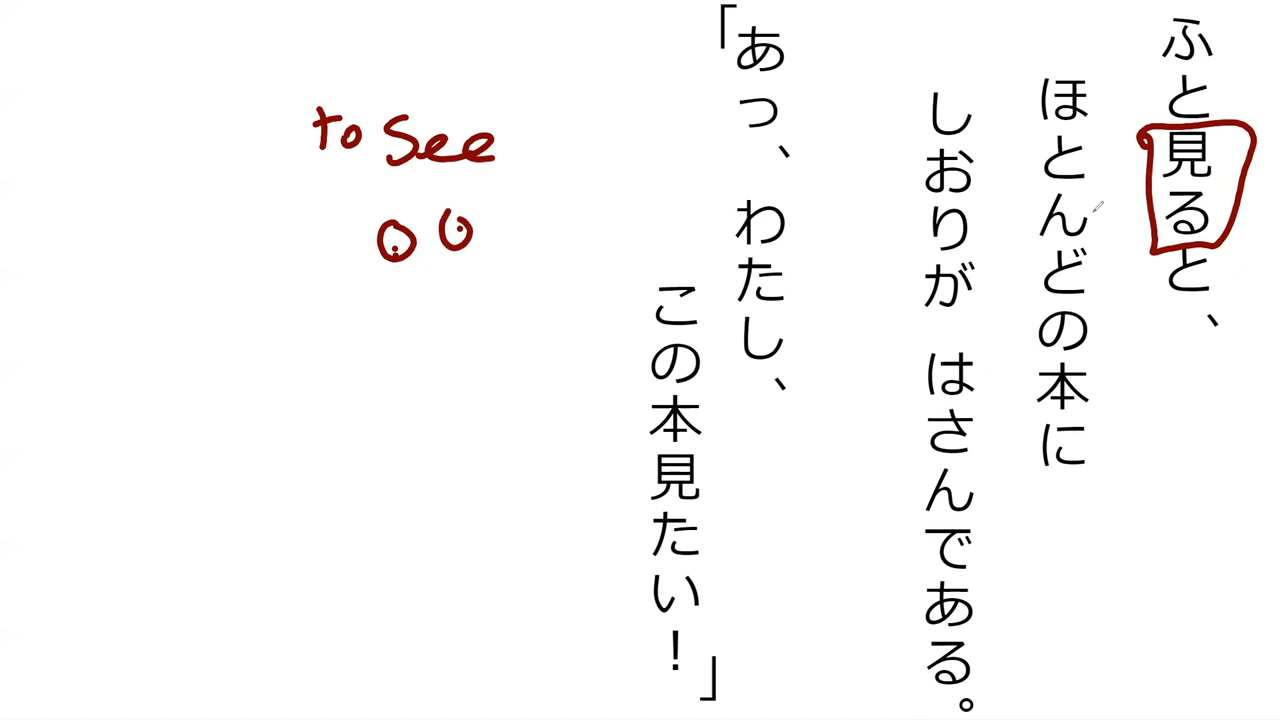 ふと見ると、
ほとんどの本に
しおりが はさんである。
「あっ、わたし、
この本見たい!」
to see